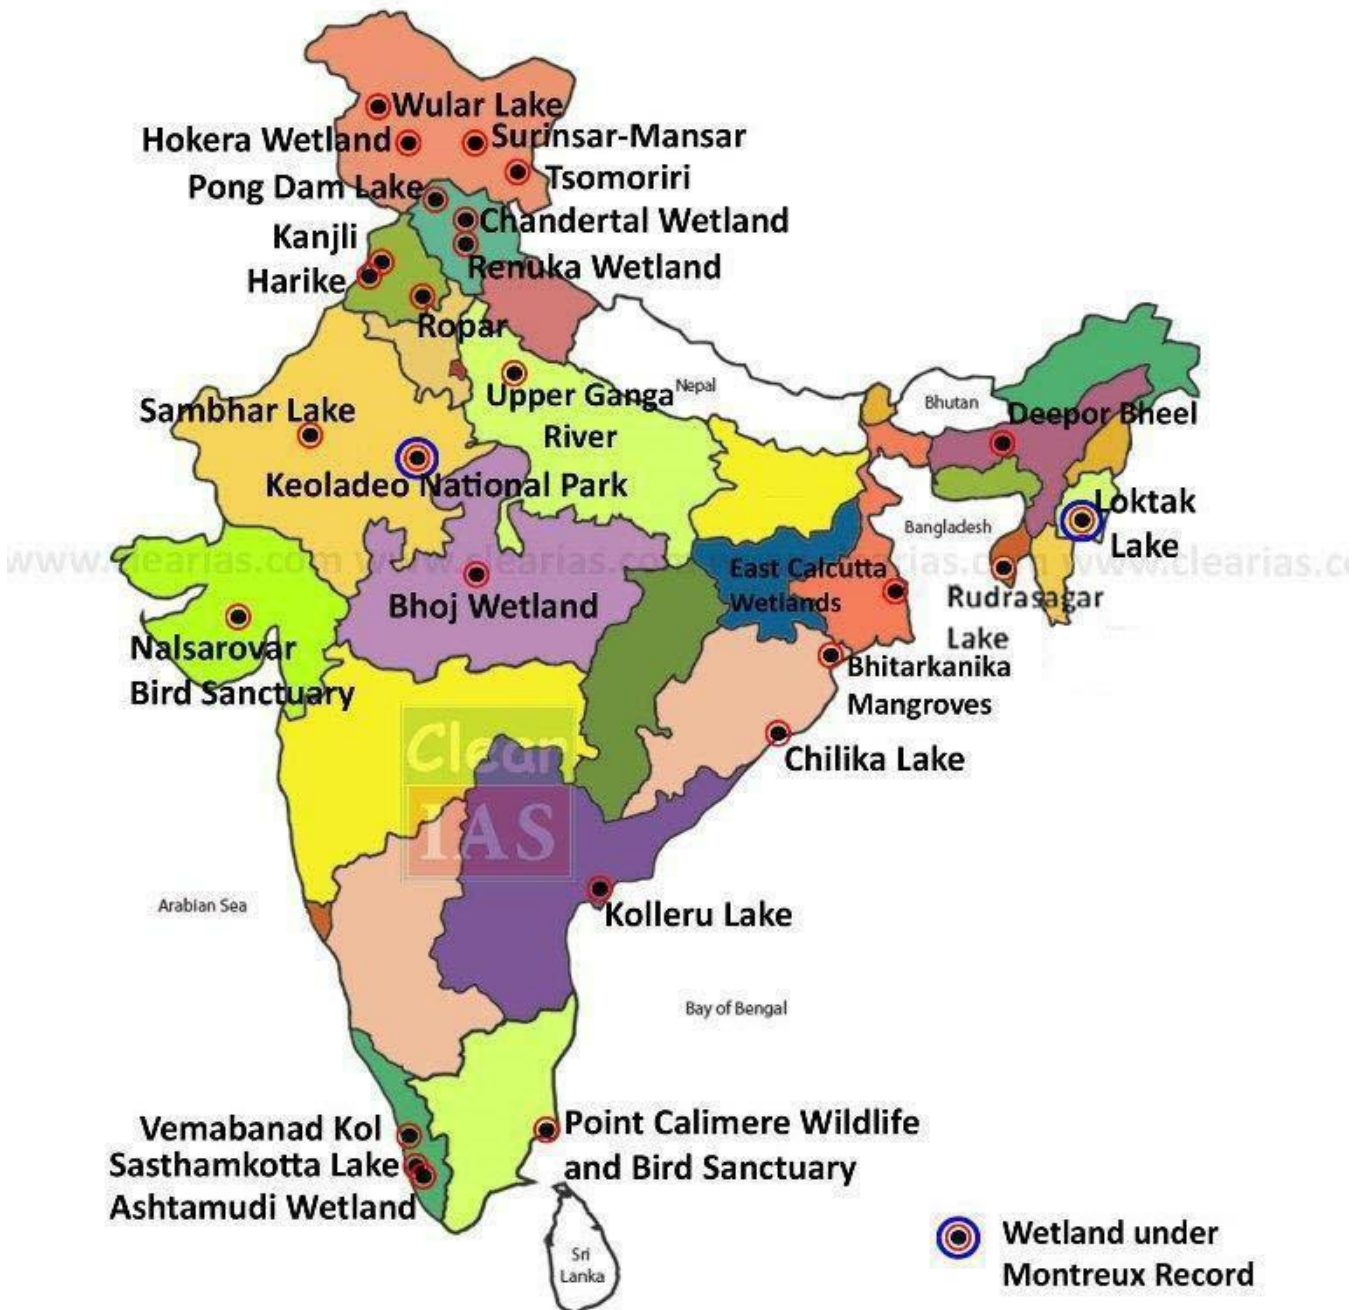 Wular Lake
Hokera Wetland
Surinsar-Mansar
Pong Dam Lake
Tsomoriri
Chandertal Wetland
Kanjli
Renuka Wetland
Harike
Ropar
Upper Ganga
River
Nepal
Sambhar Lake
Bhutan
Deepor Bheel
Keoladeo National Park
Loktak
Lake
Bangladesh
www.clearias.com www.clearias.com www.clearias.com www.clearias.co
East Calcutta
Wetlands
Bhoj Wetland
Rudrasagar
Lake
Nalsarovar
Bird Sanctuary
Bhitarkanika
Mangroves
Clear
IAS
Chilika Lake
Arabian Sea
Kolleru Lake
Bay of Bengal
Vemabanad Kol
Sasthamkotta Lake
Ashtamudi Wetland
Point Calimere Wildlife
and Bird Sanctuary
Sri
Lanka
Wetland under
Montreux Record